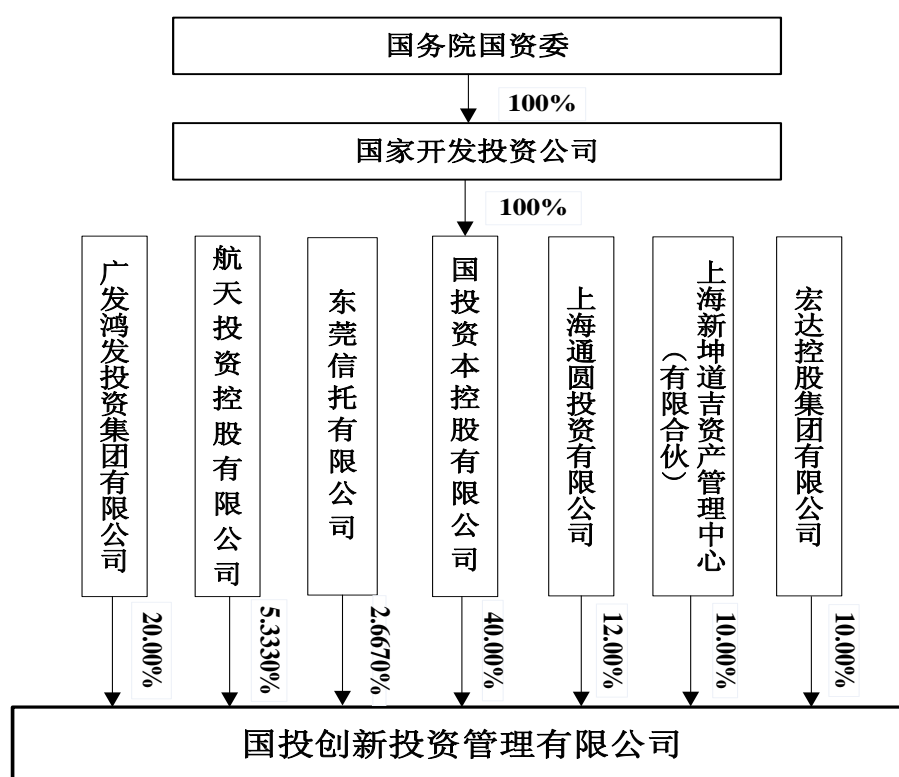 国务院国资委
100%
国家开发投资公司
100%
广发鸿发投资集团有限公司
航天投资控股有限公司
东莞信托有限公司
国投资本控股有限公司
上海通圆投资有限公司
上海新坤道吉资产管理中心
（有限合伙）
宏达控股集团有限公司
20.00%
5.3330%
2.6670%
40.00%
12.00%
10.00%
10.00%
国投创新投资管理有限公司